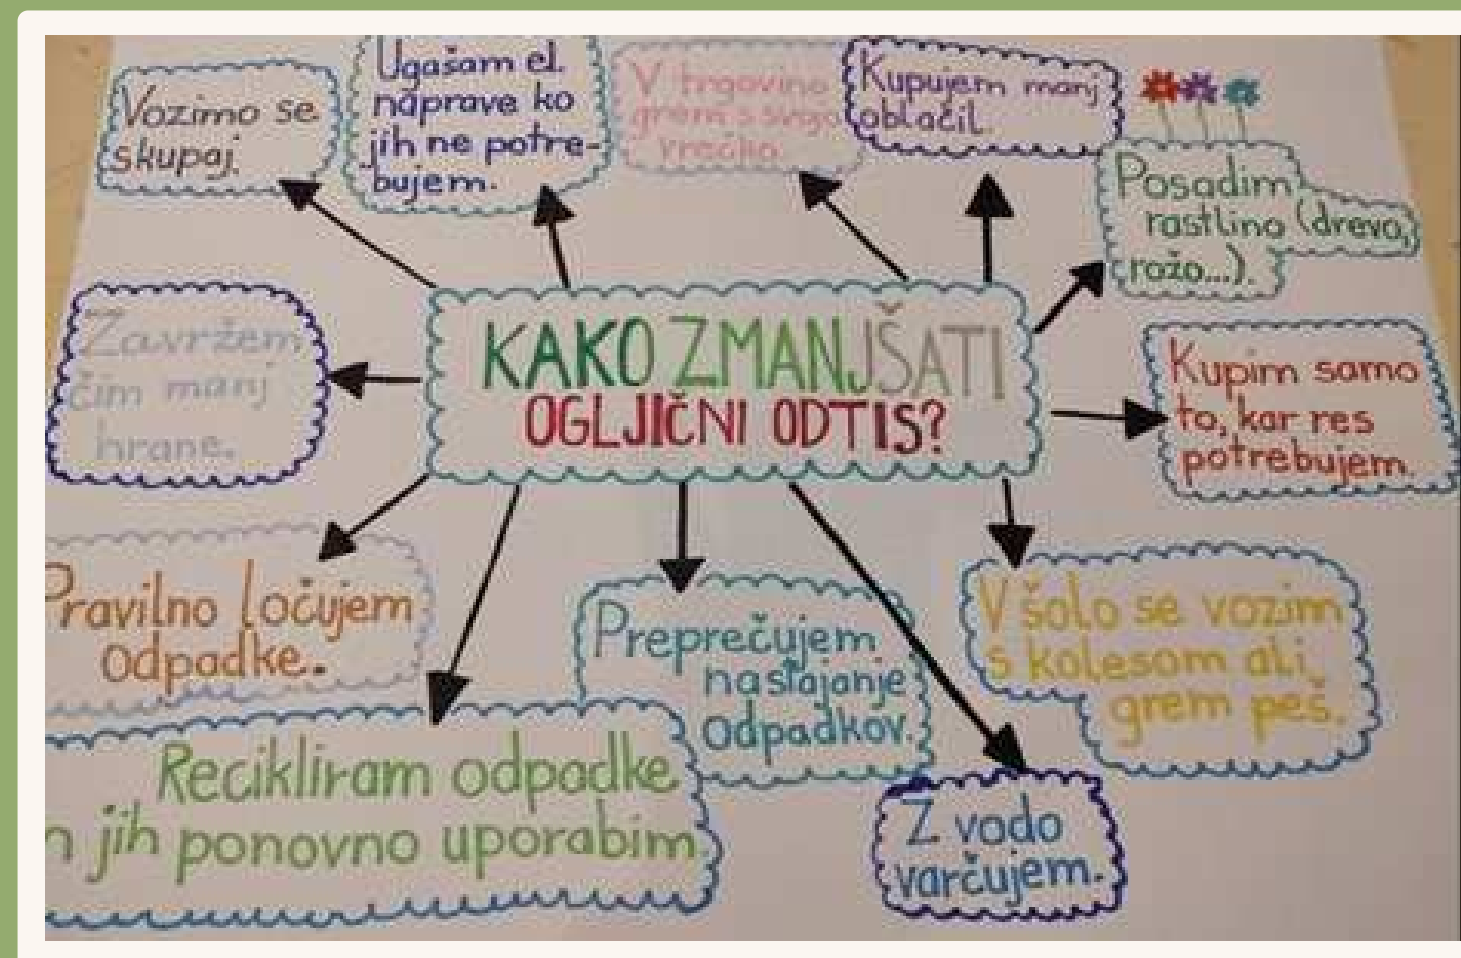 Vozimo se
skupaj.
Ugašam el.
naprave ko
jih ne potre-
bujem.
V trgovino
grem s svojo
vrečko.
Kupujem manj
oblačil
Posadim
rastlino (drevo,
rožo...).
KAKO ZMANJŠATI
OGLJIČNI ODTIS?
Zavržem
čim manj
hrane.
Kupim samo
to, kar res
potrebujem.
Pravilno ločujem
odpadke.
Preprečujem
nastajanje
odpadkov.
V šolo se vozim
s kolesom ali
grem peš.
Recikliram odpadke
jih ponovno uporabim
Z vodo
varčujem.